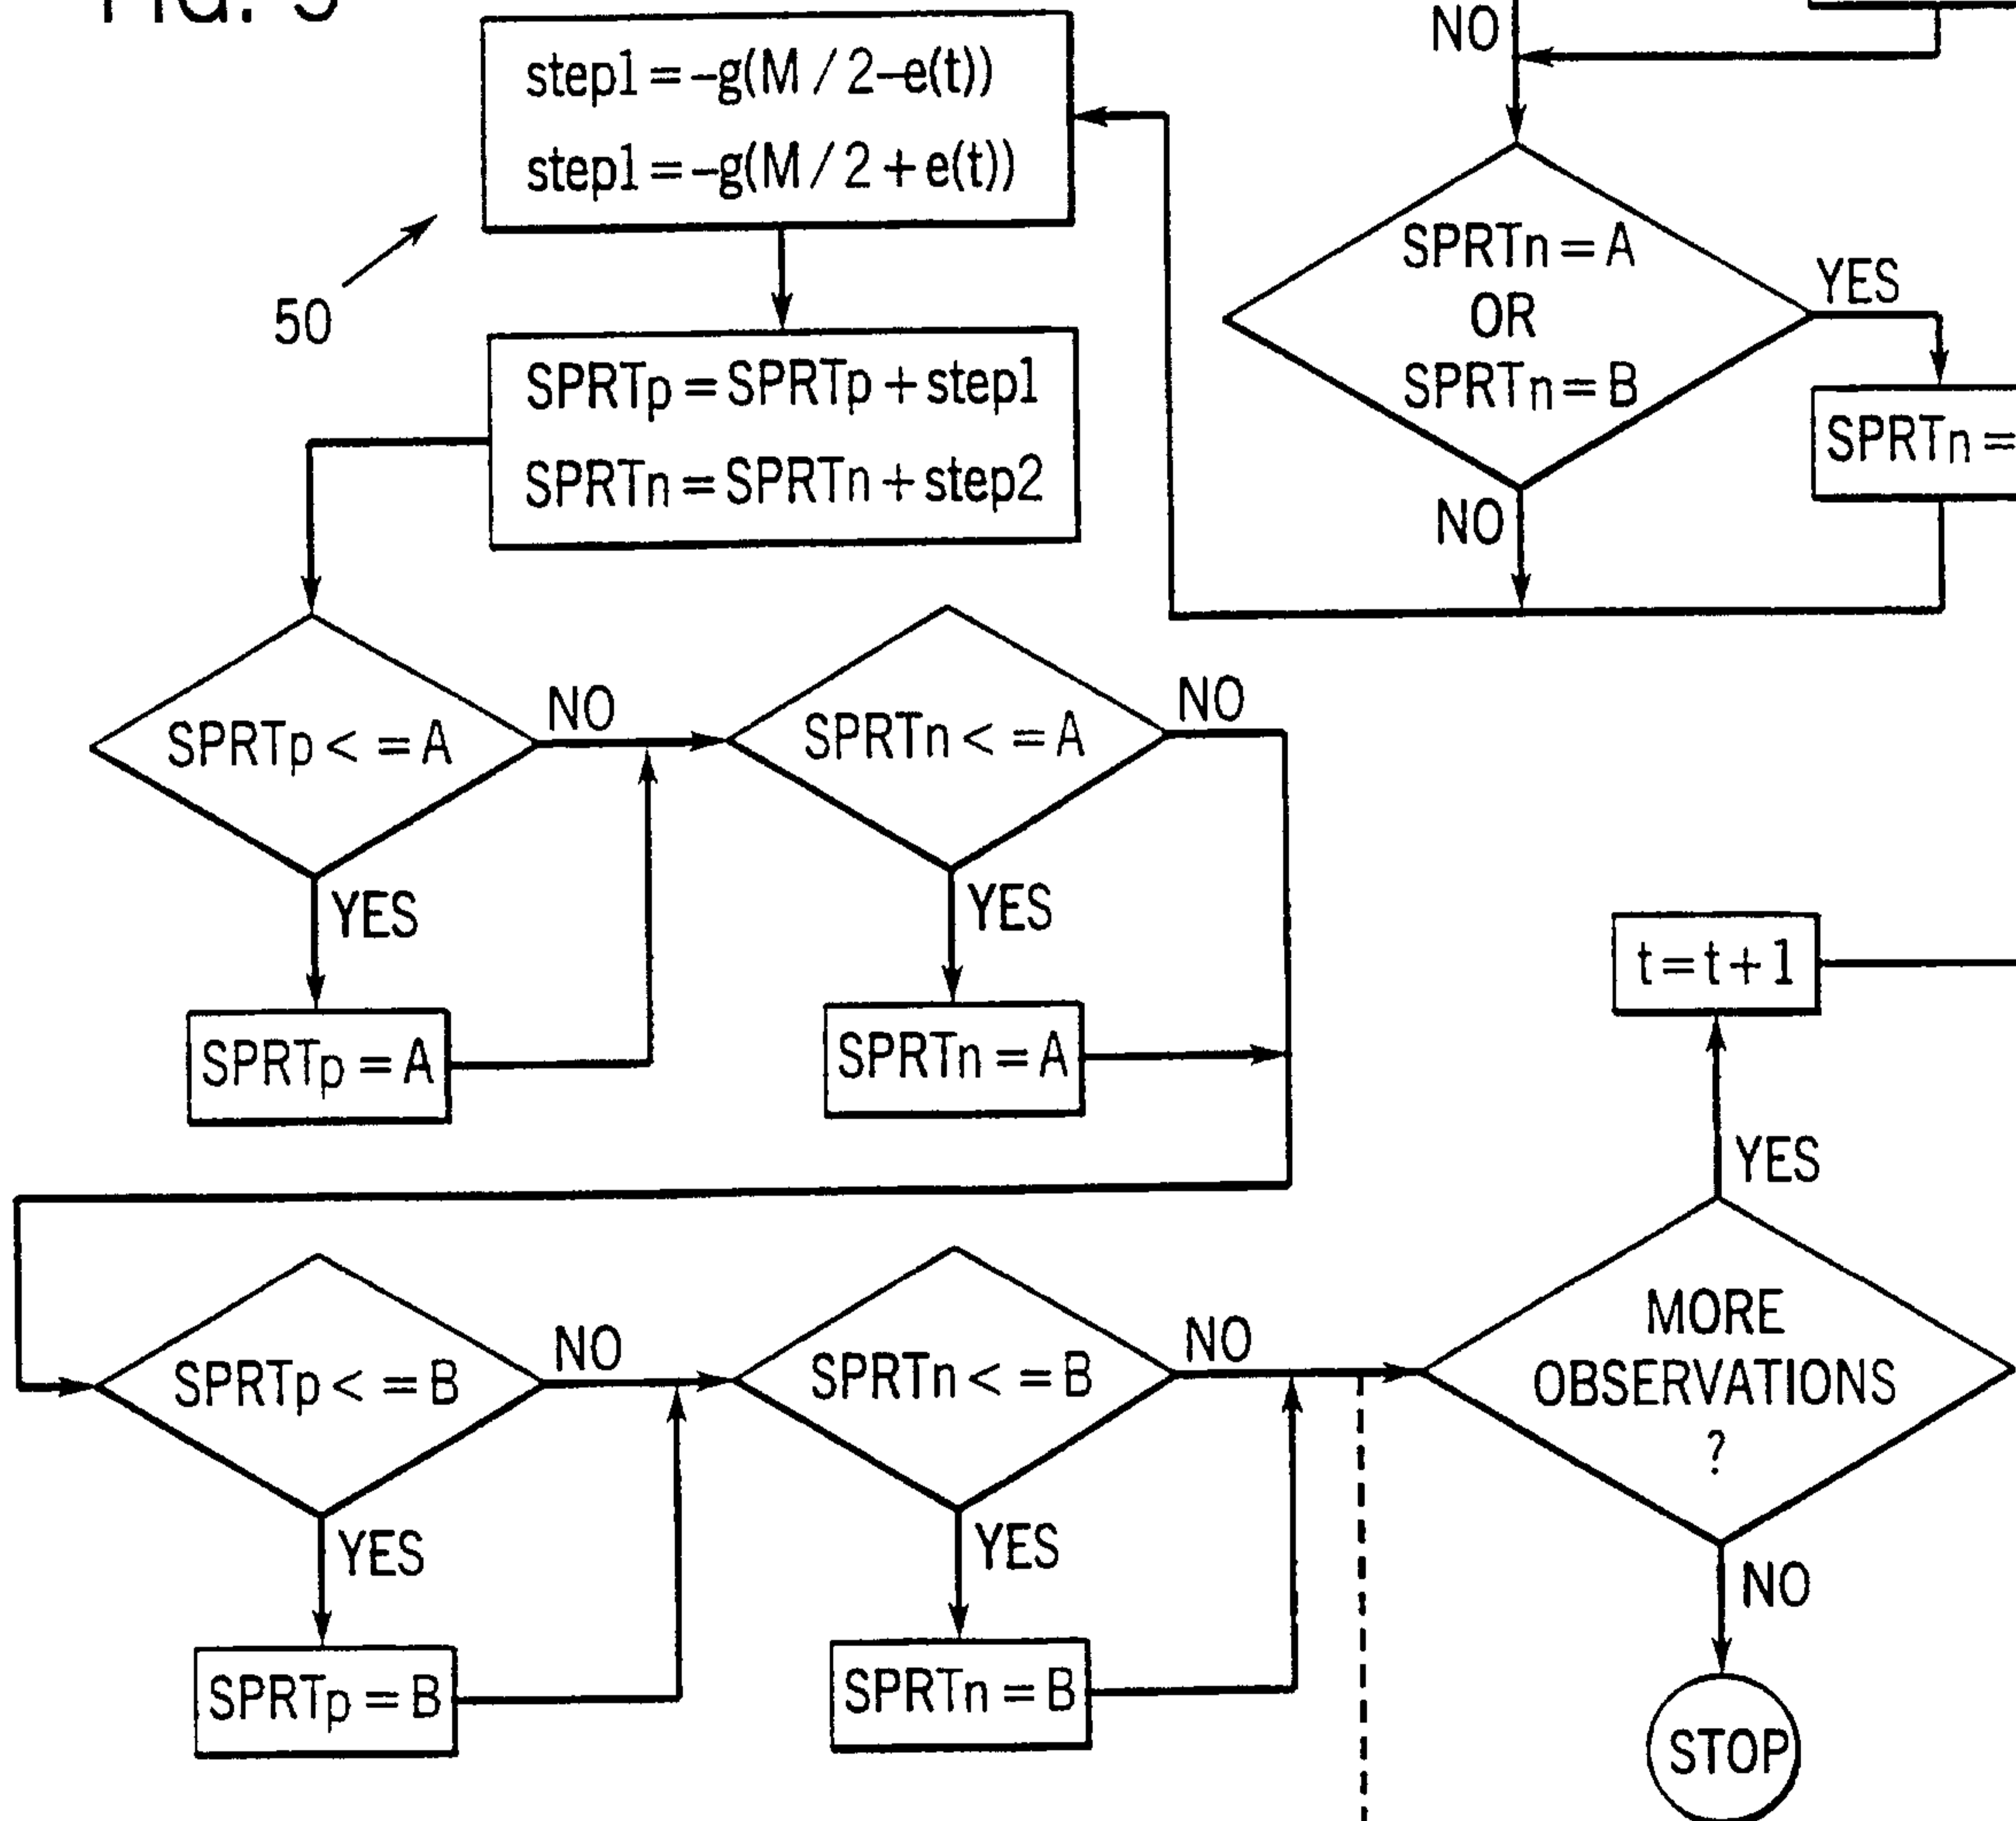 FIG. 5
step1 = –g(M / 2–e(t))
step1 = –g(M / 2 + e(t))
50
SPRTp = SPRTp + step1
SPRTn = SPRTn + step2
NO
SPRTn = A
OR
SPRTn = B
YES
SPRTn =
NO
SPRTp < = A
NO
YES
SPRTp = A
SPRTn < = A
NO
YES
SPRTn = A
t = t + 1
YES
SPRTp < = B
NO
YES
SPRTp = B
SPRTn < = B
NO
YES
SPRTn = B
MORE
OBSERVATIONS
?
NO
STOP